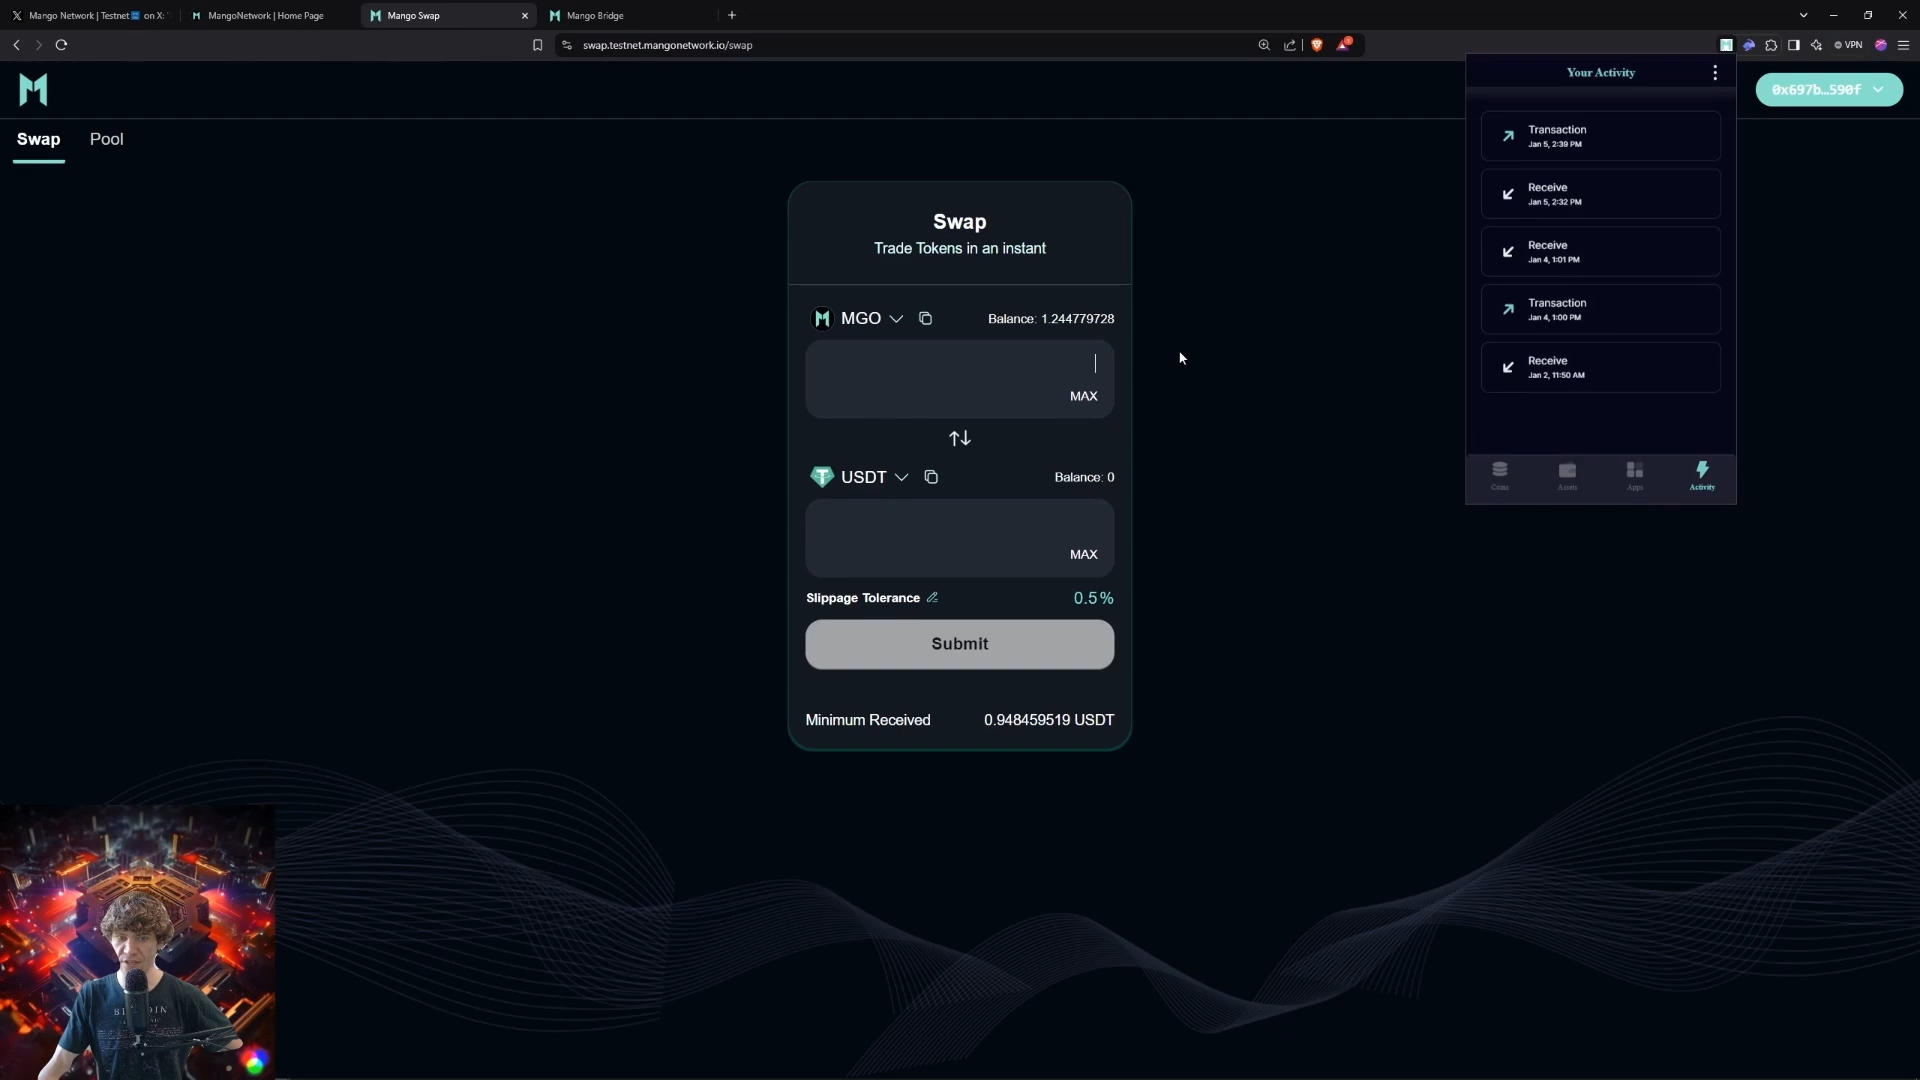 Mango Network | Testnet on X:
MangoNetwork | Home Page
Mango Swap
Mango Bridge
swap.testnet.mangonetwork.io/swap
VPN
Your Activity
0x697b...590f
Swap
Pool
Transaction
Jan 5, 2:39 PM
Receive
Jan 5, 2:32 PM
Receive
Jan 4, 1:01 PM
Transaction
Jan 4, 1:00 PM
Receive
Jan 2, 11:50 AM
Coins
Assets
Apps
Activity
Swap
Trade Tokens in an instant
MGO
Balance: 1.244779728
MAX
USDT
Balance: 0
MAX
Slippage Tolerance
0.5%
Submit
Minimum Received
0.948459519 USDT